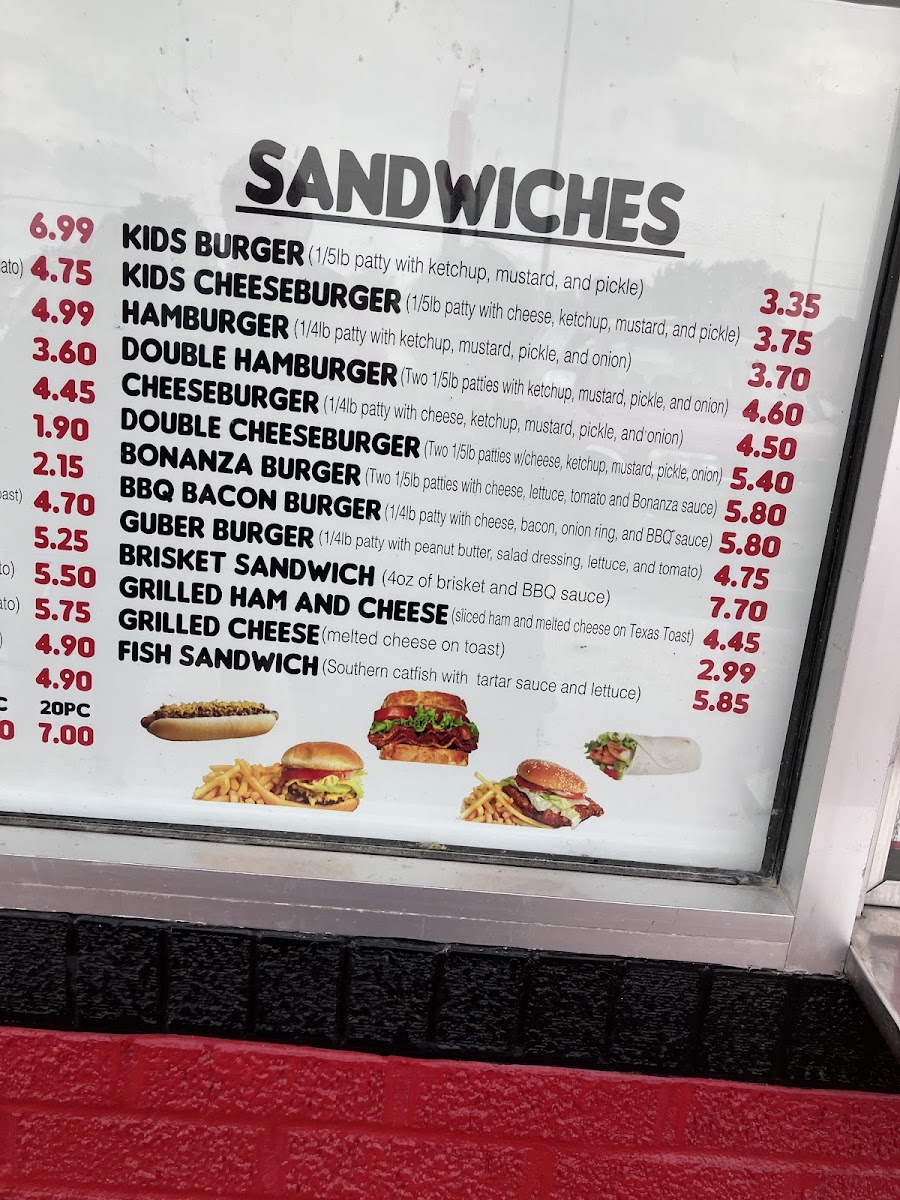 SANDWICHES
KIDS BURGER (1/5lb patty with ketchup, mustard, and pickle) 3.35
KIDS CHEESEBURGER (1/5lb patty with cheese, ketchup, mustard, and pickle) 3.75
HAMBURGER (1/4lb patty with ketchup, mustard, pickle, and onion) 3.70
DOUBLE HAMBURGER (Two 1/5lb patties with ketchup, mustard, pickle, and onion) 4.60
CHEESEBURGER (1/4lb patty with cheese, ketchup, mustard, pickle, and onion) 4.50
DOUBLE CHEESEBURGER (Two 1/5lb patties w/cheese, ketchup, mustard, pickle, onion) 5.40
BONANZA BURGER (Two 1/5lb patties with cheese, lettuce, tomato and Bonanza sauce) 5.80
BBQ BACON BURGER (1/4lb patty with cheese, bacon, onion ring, and BBQ sauce) 5.80
GUBER BURGER (1/4lb patty with peanut butter, salad dressing, lettuce, and tomato) 4.75
BRISKET SANDWICH (4oz of brisket and BBQ sauce) 7.70
GRILLED HAM AND CHEESE (sliced ham and melted cheese on Texas Toast) 4.45
GRILLED CHEESE (melted cheese on toast) 2.99
FISH SANDWICH (Southern catfish with tartar sauce and lettuce) 5.85
6.99
ato) 4.75
4.99
3.60
4.45
1.90
2.15
oast) 4.70
5.25
to) 5.50
ato) 5.75
) 4.90
4.90
C 20PC
0 7.00